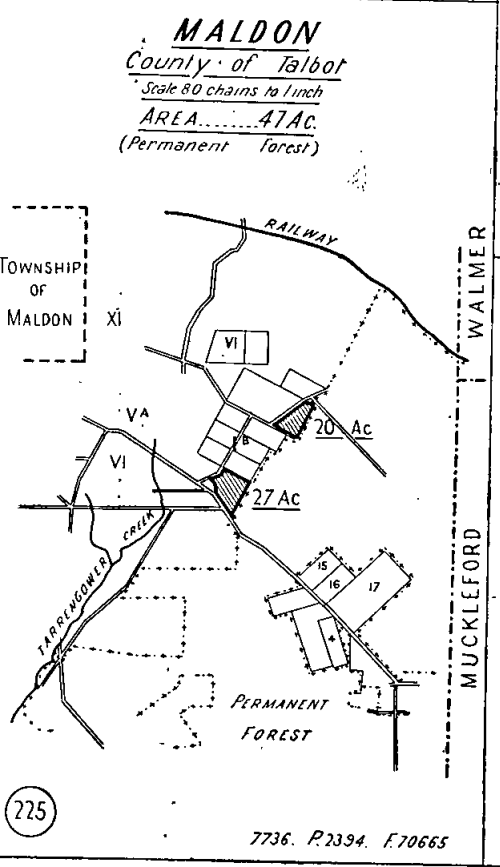 MALDON
County of Talbot
Scale 80 chains to 1 inch
AREA........47 Ac.
(Permanent Forest)
RAILWAY
WALMER
TOWNSHIP
OF
MALDON
XI
VI
VA
VI
20 Ac
27 Ac
TARRENGOWER CREEK
15
16
17
4
MUCKLEFORD
PERMANENT
FOREST
225
7736. P.2394. F.70665